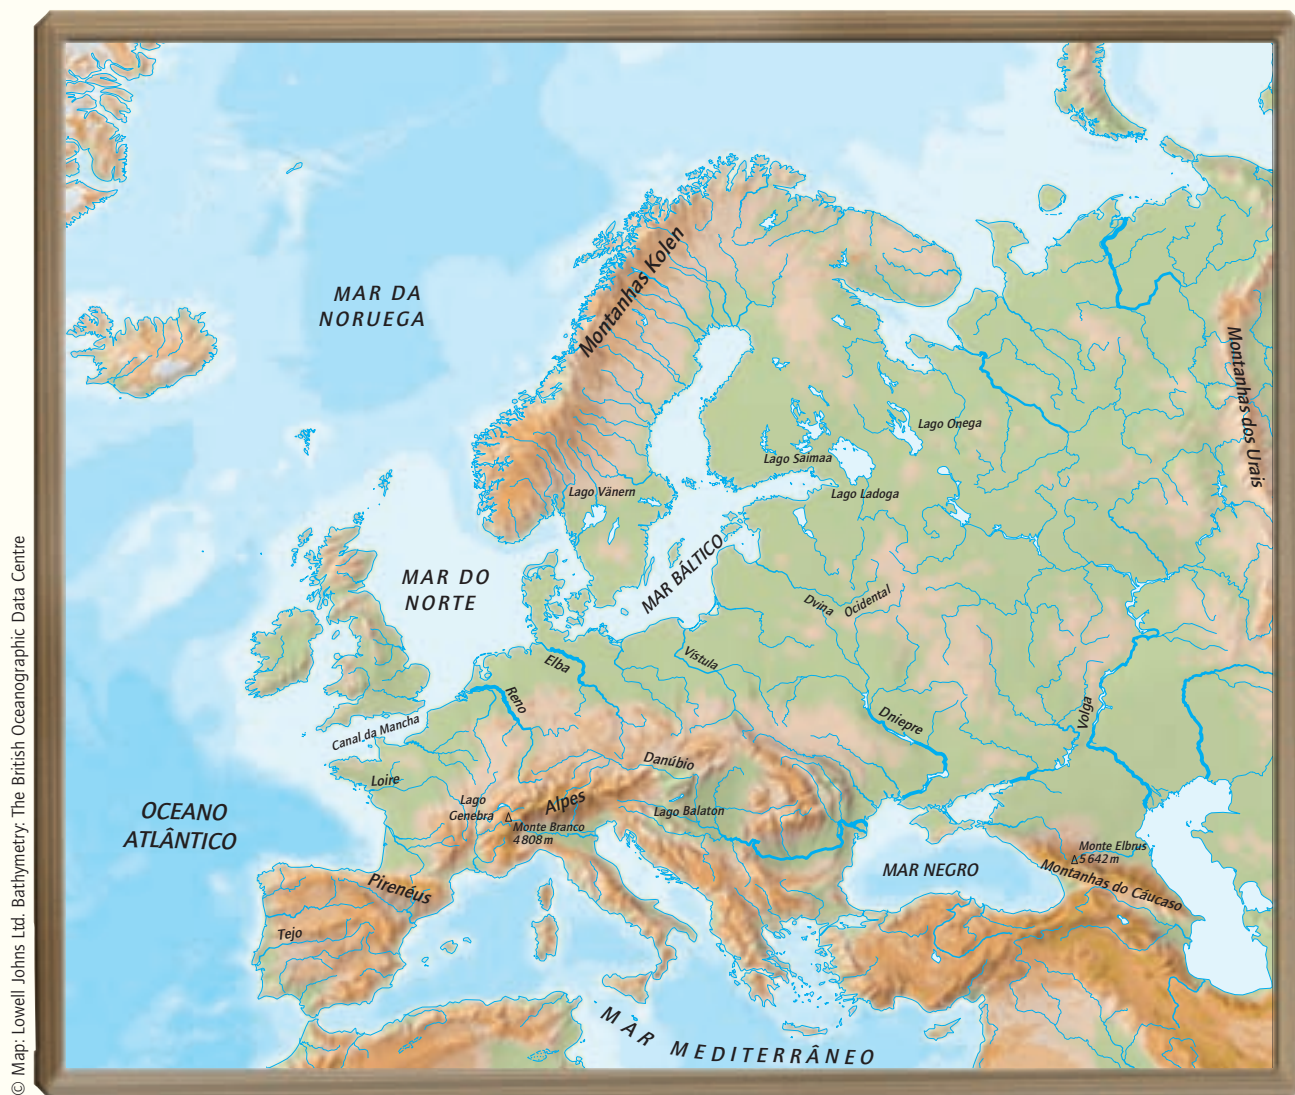 MAR DA
NORUEGA
Montanhas Kolen
Montanhas dos Urais
Lago Onega
Lago Saimaa
Lago Vänern
Lago Ladoga
MAR DO
NORTE
MAR BÁLTICO
Dvina Ocidental
Elba
Vístula
Reno
Canal da Mancha
Dniepre
Volga
Loire
Danúbio
OCEANO
ATLÂNTICO
Lago
Genebra
Alpes
Lago Balaton
Monte Branco
4 808 m
Monte Elbrus
5 642 m
MAR NEGRO
Montanhas do Cáucaso
Pirenéus
Tejo
MAR MEDITERRÂNEO
© Map: Lowell Johns Ltd. Bathymetry: The British Oceanographic Data Centre